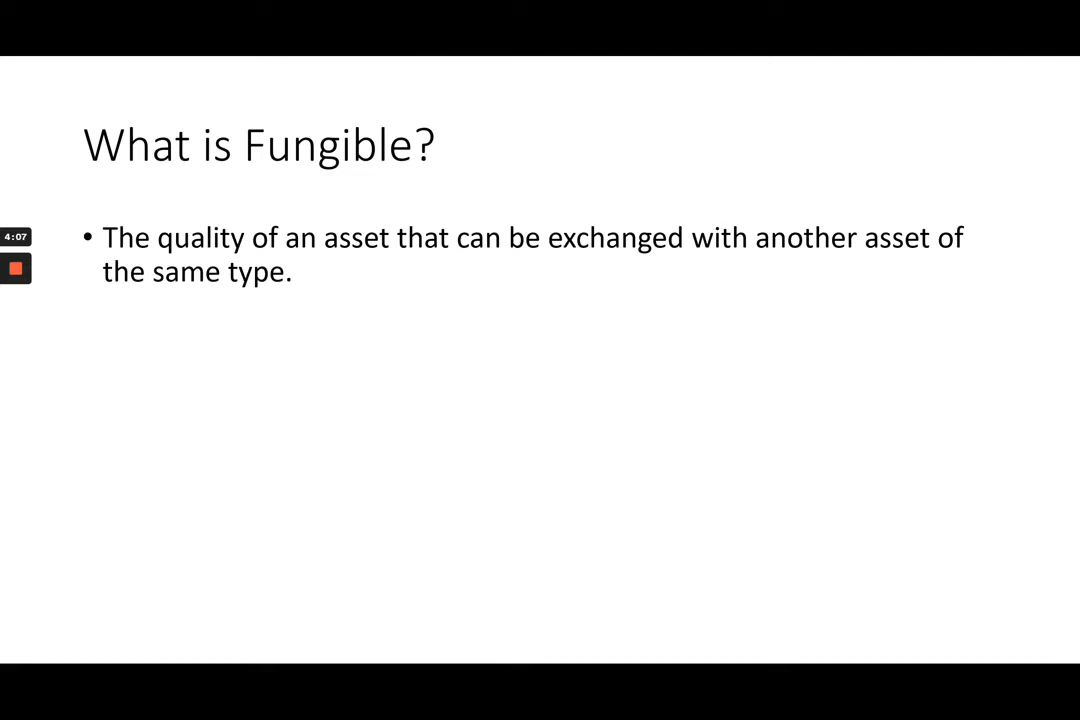 What is Fungible?
4:07
• The quality of an asset that can be exchanged with another asset of
the same type.